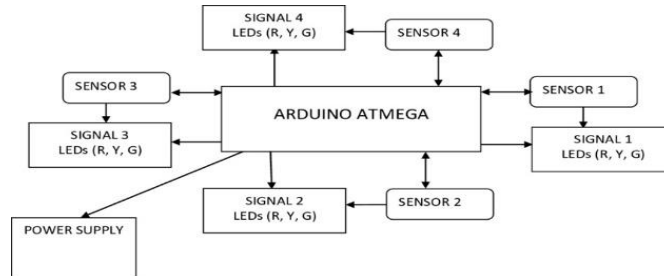 SIGNAL 4
LEDs (R, Y, G)
SENSOR 4
SENSOR 3
ARDUINO ATMEGA
SENSOR 1
SIGNAL 3
LEDs (R, Y, G)
SIGNAL 1
LEDs (R, Y, G)
SIGNAL 2
LEDs (R, Y, G)
SENSOR 2
POWER SUPPLY